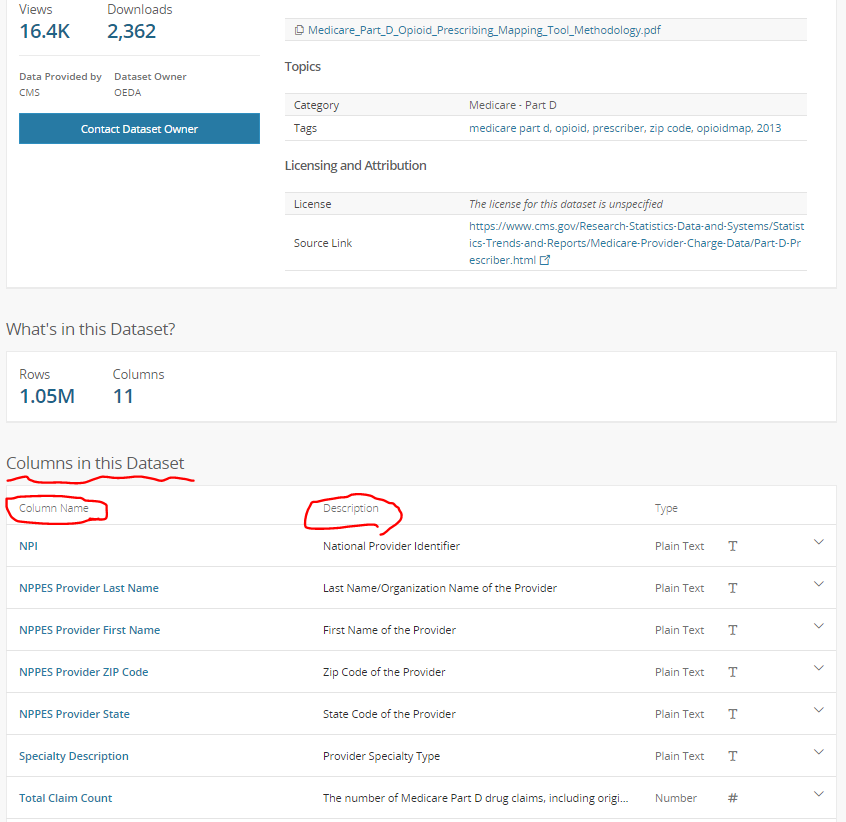 Views Downloads
16.4K 2,362
Data Provided by Dataset Owner
CMS OEDA
Contact Dataset Owner
Medicare_Part_D_Opioid_Prescribing_Mapping_Tool_Methodology.pdf
Topics
Category Medicare - Part D
Tags medicare part d, opioid, prescriber, zip code, opioidmap, 2013
Licensing and Attribution
License The license for this dataset is unspecified
Source Link https://www.cms.gov/Research-Statistics-Data-and-Systems/Statist
ics-Trends-and-Reports/Medicare-Provider-Charge-Data/Part-D-Pr
escriber.html
What's in this Dataset?
Rows Columns
1.05M 11
Columns in this Dataset
Column Name Description Type
NPI National Provider Identifier Plain Text T
NPPES Provider Last Name Last Name/Organization Name of the Provider Plain Text T
NPPES Provider First Name First Name of the Provider Plain Text T
NPPES Provider ZIP Code Zip Code of the Provider Plain Text T
NPPES Provider State State Code of the Provider Plain Text T
Specialty Description Provider Specialty Type Plain Text T
Total Claim Count The number of Medicare Part D drug claims, including origi... Number #